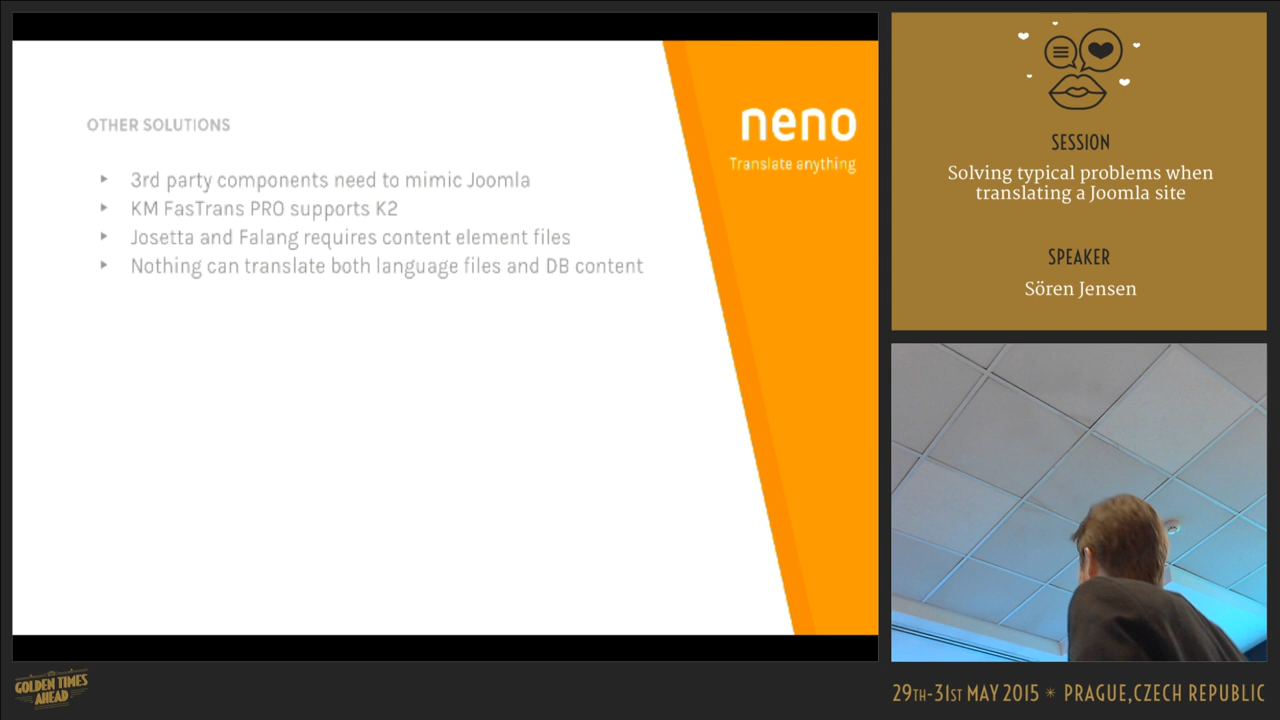 OTHER SOLUTIONS
3rd party components need to mimic Joomla
KM FasTrans PRO supports K2
Josetta and Falang requires content element files
Nothing can translate both language files and DB content
neno
Translate anything
SESSION
Solving typical problems when
translating a Joomla site
SPEAKER
Sören Jensen
GOLDEN TIMES
AHEAD
29TH-31ST MAY 2015 * PRAGUE,CZECH REPUBLIC